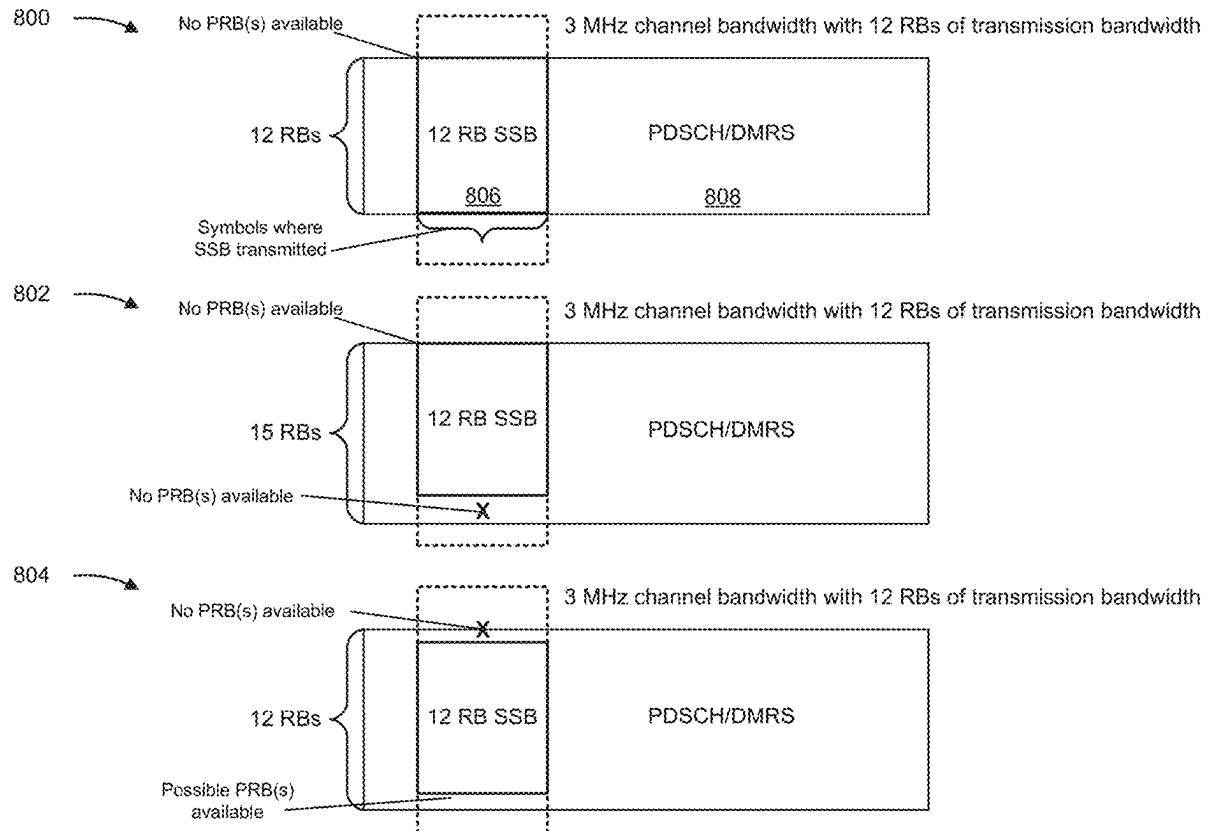 800
No PRB(s) available
3 MHz channel bandwidth with 12 RBs of transmission bandwidth
12 RBs
12 RB SSB
PDSCH/DMRS
806
808
Symbols where
SSB transmitted
802
No PRB(s) available
3 MHz channel bandwidth with 12 RBs of transmission bandwidth
15 RBs
12 RB SSB
PDSCH/DMRS
No PRB(s) available
X
804
No PRB(s) available
3 MHz channel bandwidth with 12 RBs of transmission bandwidth
X
12 RBs
12 RB SSB
PDSCH/DMRS
Possible PRB(s)
available